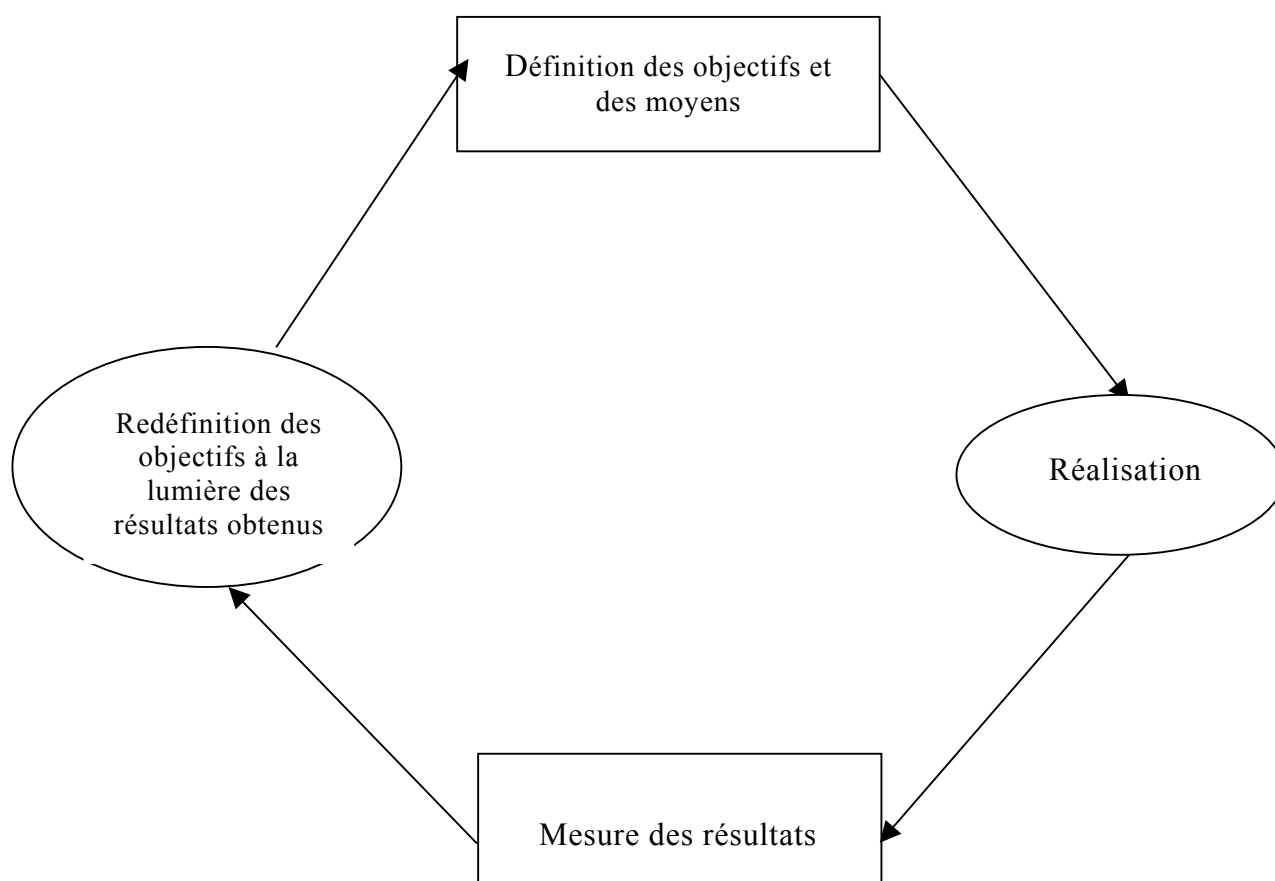 Définition des objectifs et
des moyens
Redéfinition des
objectifs à la
lumière des
résultats obtenus
Réalisation
Mesure des résultats